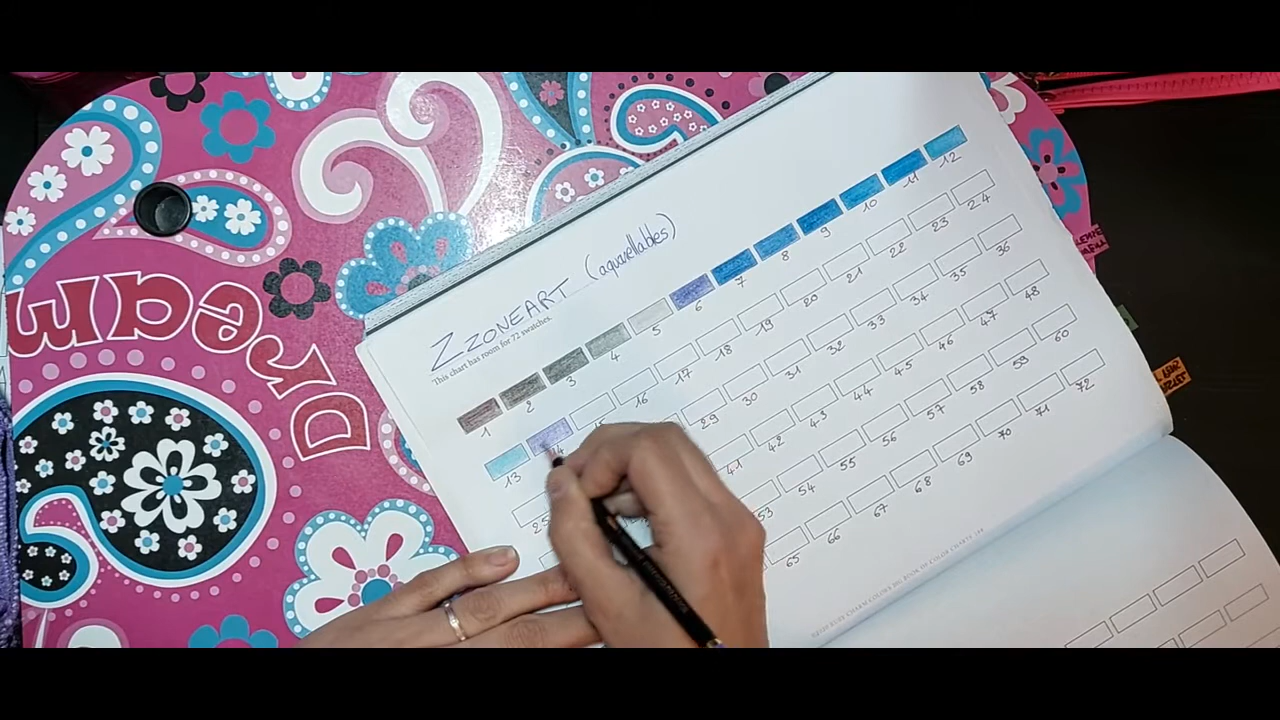 ZZONEART (aquarellables)
This chart has room for 72 swatches.
1 2 3 4 5 6 7 8 9 10 11 12
13 14 15 16 17 18 19 20 21 22 23 24
25 29 30 31 32 33 34 35 36
41 42 43 44 45 46 47 48
53 54 55 56 57 58 59 60
65 66 67 68 69 70 71 72
Dream